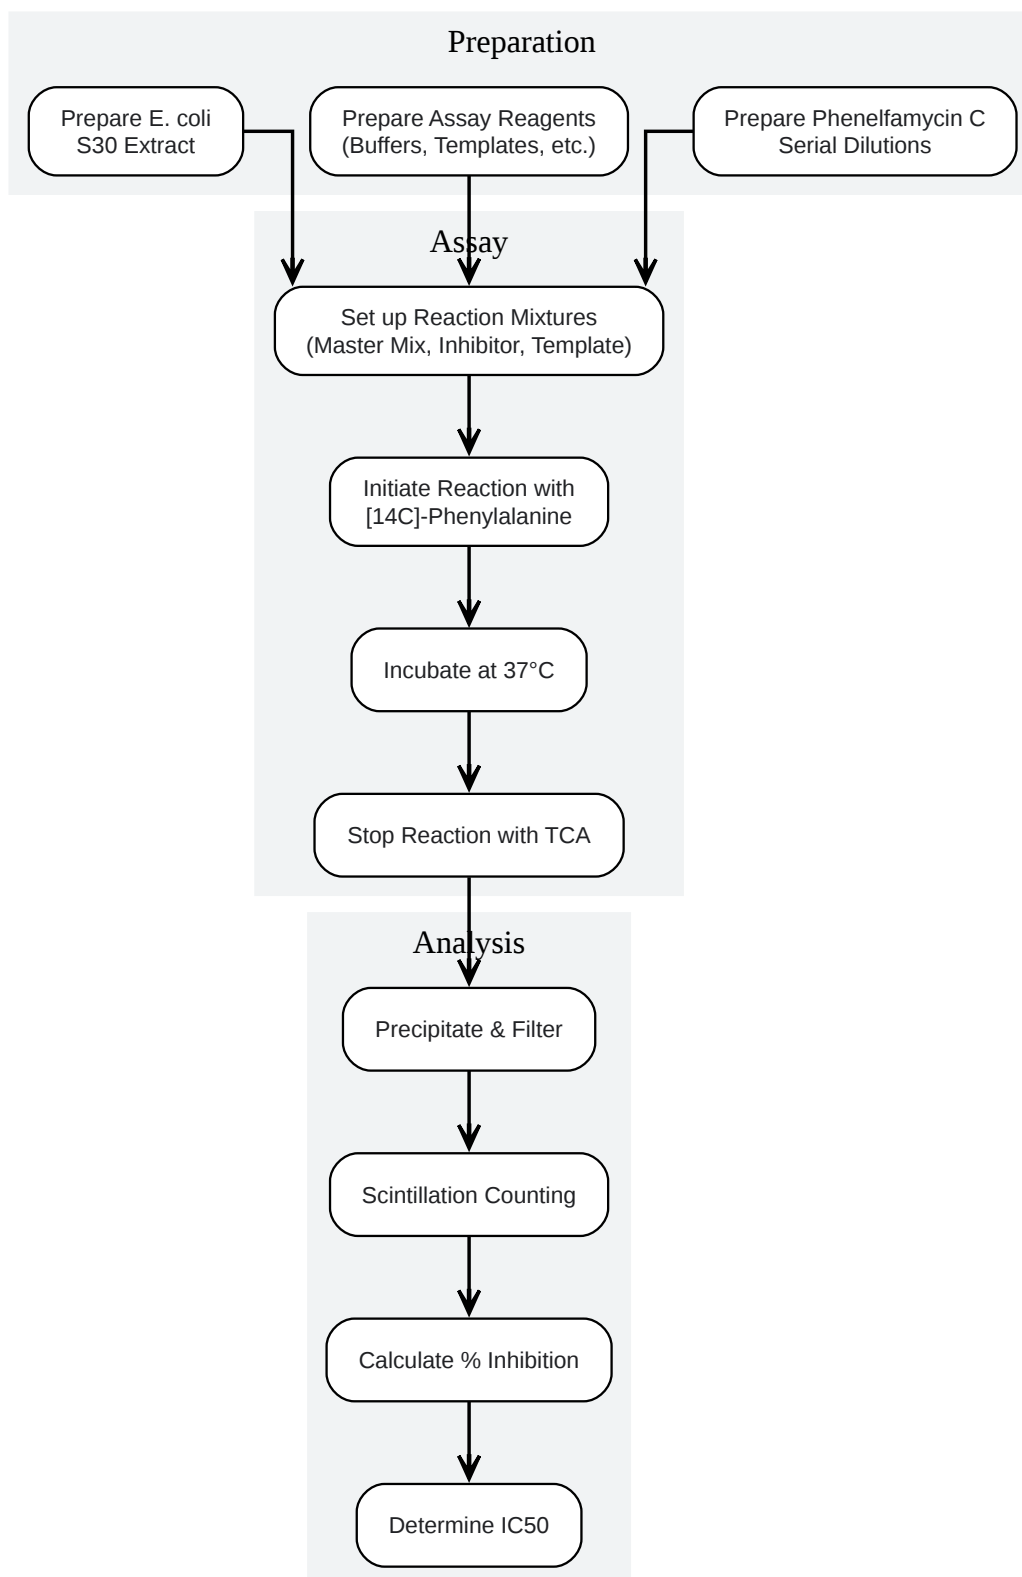 Preparation
Prepare E. coli
S30 Extract
Prepare Assay Reagents
(Buffers, Templates, etc.)
Prepare Phenelfamycin C
Serial Dilutions
Assay
Set up Reaction Mixtures
(Master Mix, Inhibitor, Template)
Initiate Reaction with
[14C]-Phenylalanine
Incubate at 37°C
Stop Reaction with TCA
Analysis
Precipitate & Filter
Scintillation Counting
Calculate % Inhibition
Determine IC50